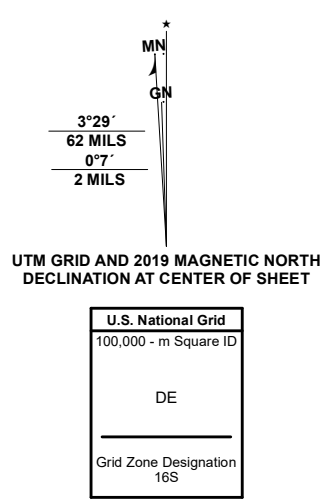 MN
GN
3°29´
62 MILS
0°7´
2 MILS
UTM GRID AND 2019 MAGNETIC NORTH
DECLINATION AT CENTER OF SHEET
U.S. National Grid
100,000 - m Square ID
DE
Grid Zone Designation
16S